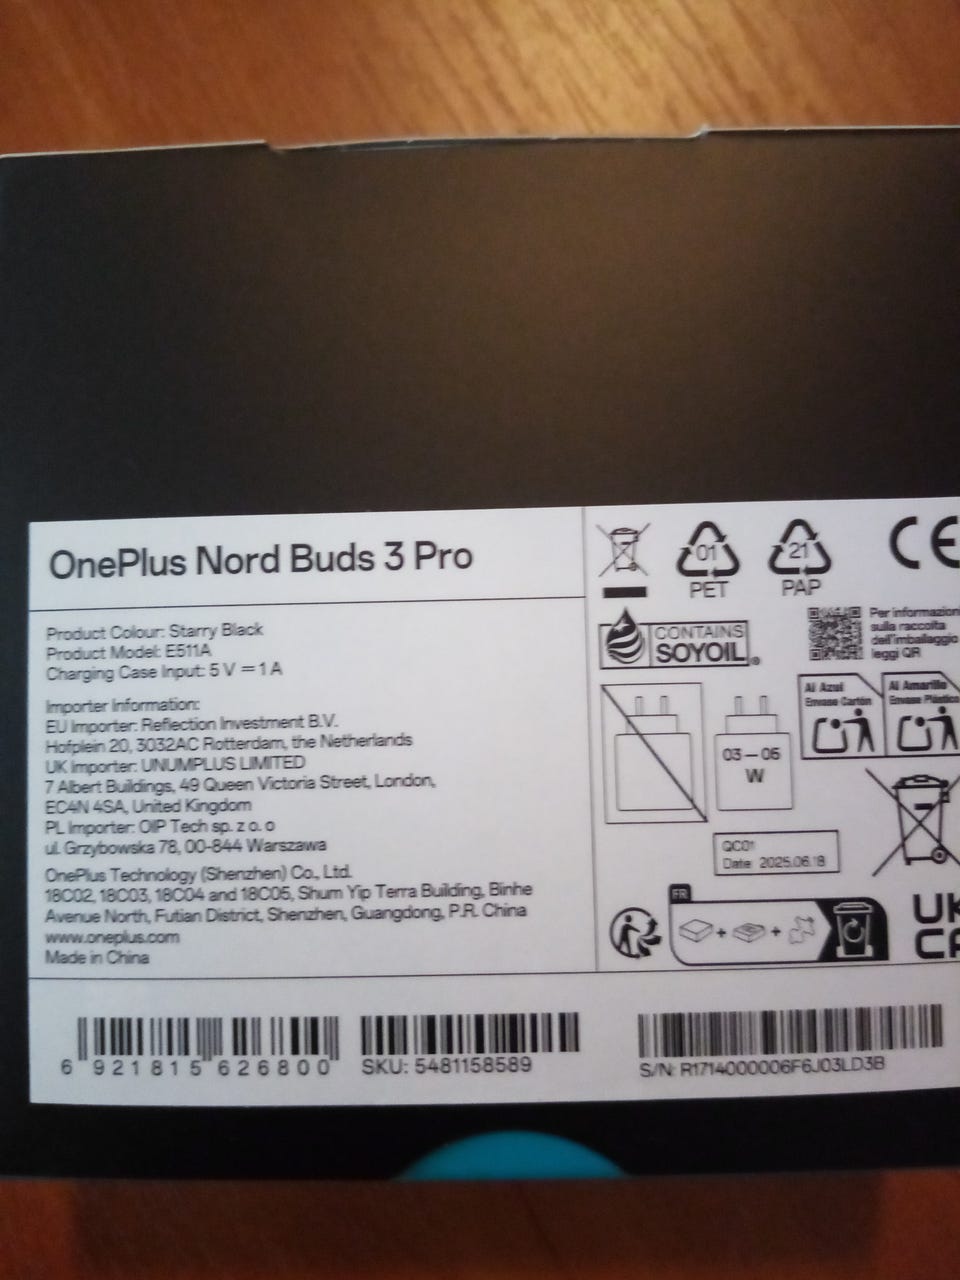 OnePlus Nord Buds 3 Pro
Product Colour: Starry Black
Product Model: E511A
Charging Case Input: 5 V ⎓ 1 A
Importer Information:
EU Importer: Reflection Investment B.V.
Hofplein 20, 3032AC Rotterdam, the Netherlands
UK Importer: UNUMPLUS LIMITED
7 Albert Buildings, 49 Queen Victoria Street, London,
EC4N 4SA, United Kingdom
PL Importer: OIP Tech sp. z o. o
ul. Grzybowska 78, 00-844 Warszawa
OnePlus Technology (Shenzhen) Co., Ltd.
18C02, 18C03, 18C04 and 18C05, Shum Yip Terra Building, Binhe
Avenue North, Futian District, Shenzhen, Guangdong, P.R. China
www.oneplus.com
Made in China
01
PET
21
PAP
CE
CONTAINS
SOYOIL
Per informazioni
sulla raccolta
dell'imballaggio
leggi QR
Al Azul
Envase Cartón
Al Amarillo
Envase Plástico
03 – 06
W
QC01
Date: 2025.06.18
FR
UK
CA
6 921815 626800
SKU: 5481158589
S/N: R1714000006F6J03LD3B